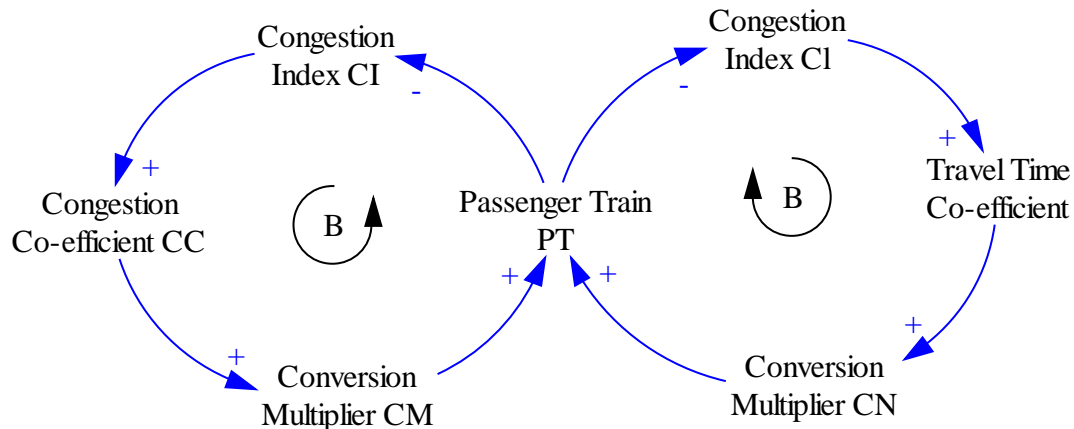 Congestion
Index CI
-
+
Congestion
Co-efficient CC
+
Conversion
Multiplier CM
+
B
Passenger Train
PT
Congestion
Index Cl
-
+
Travel Time
Co-efficient
+
Conversion
Multiplier CN
+
B